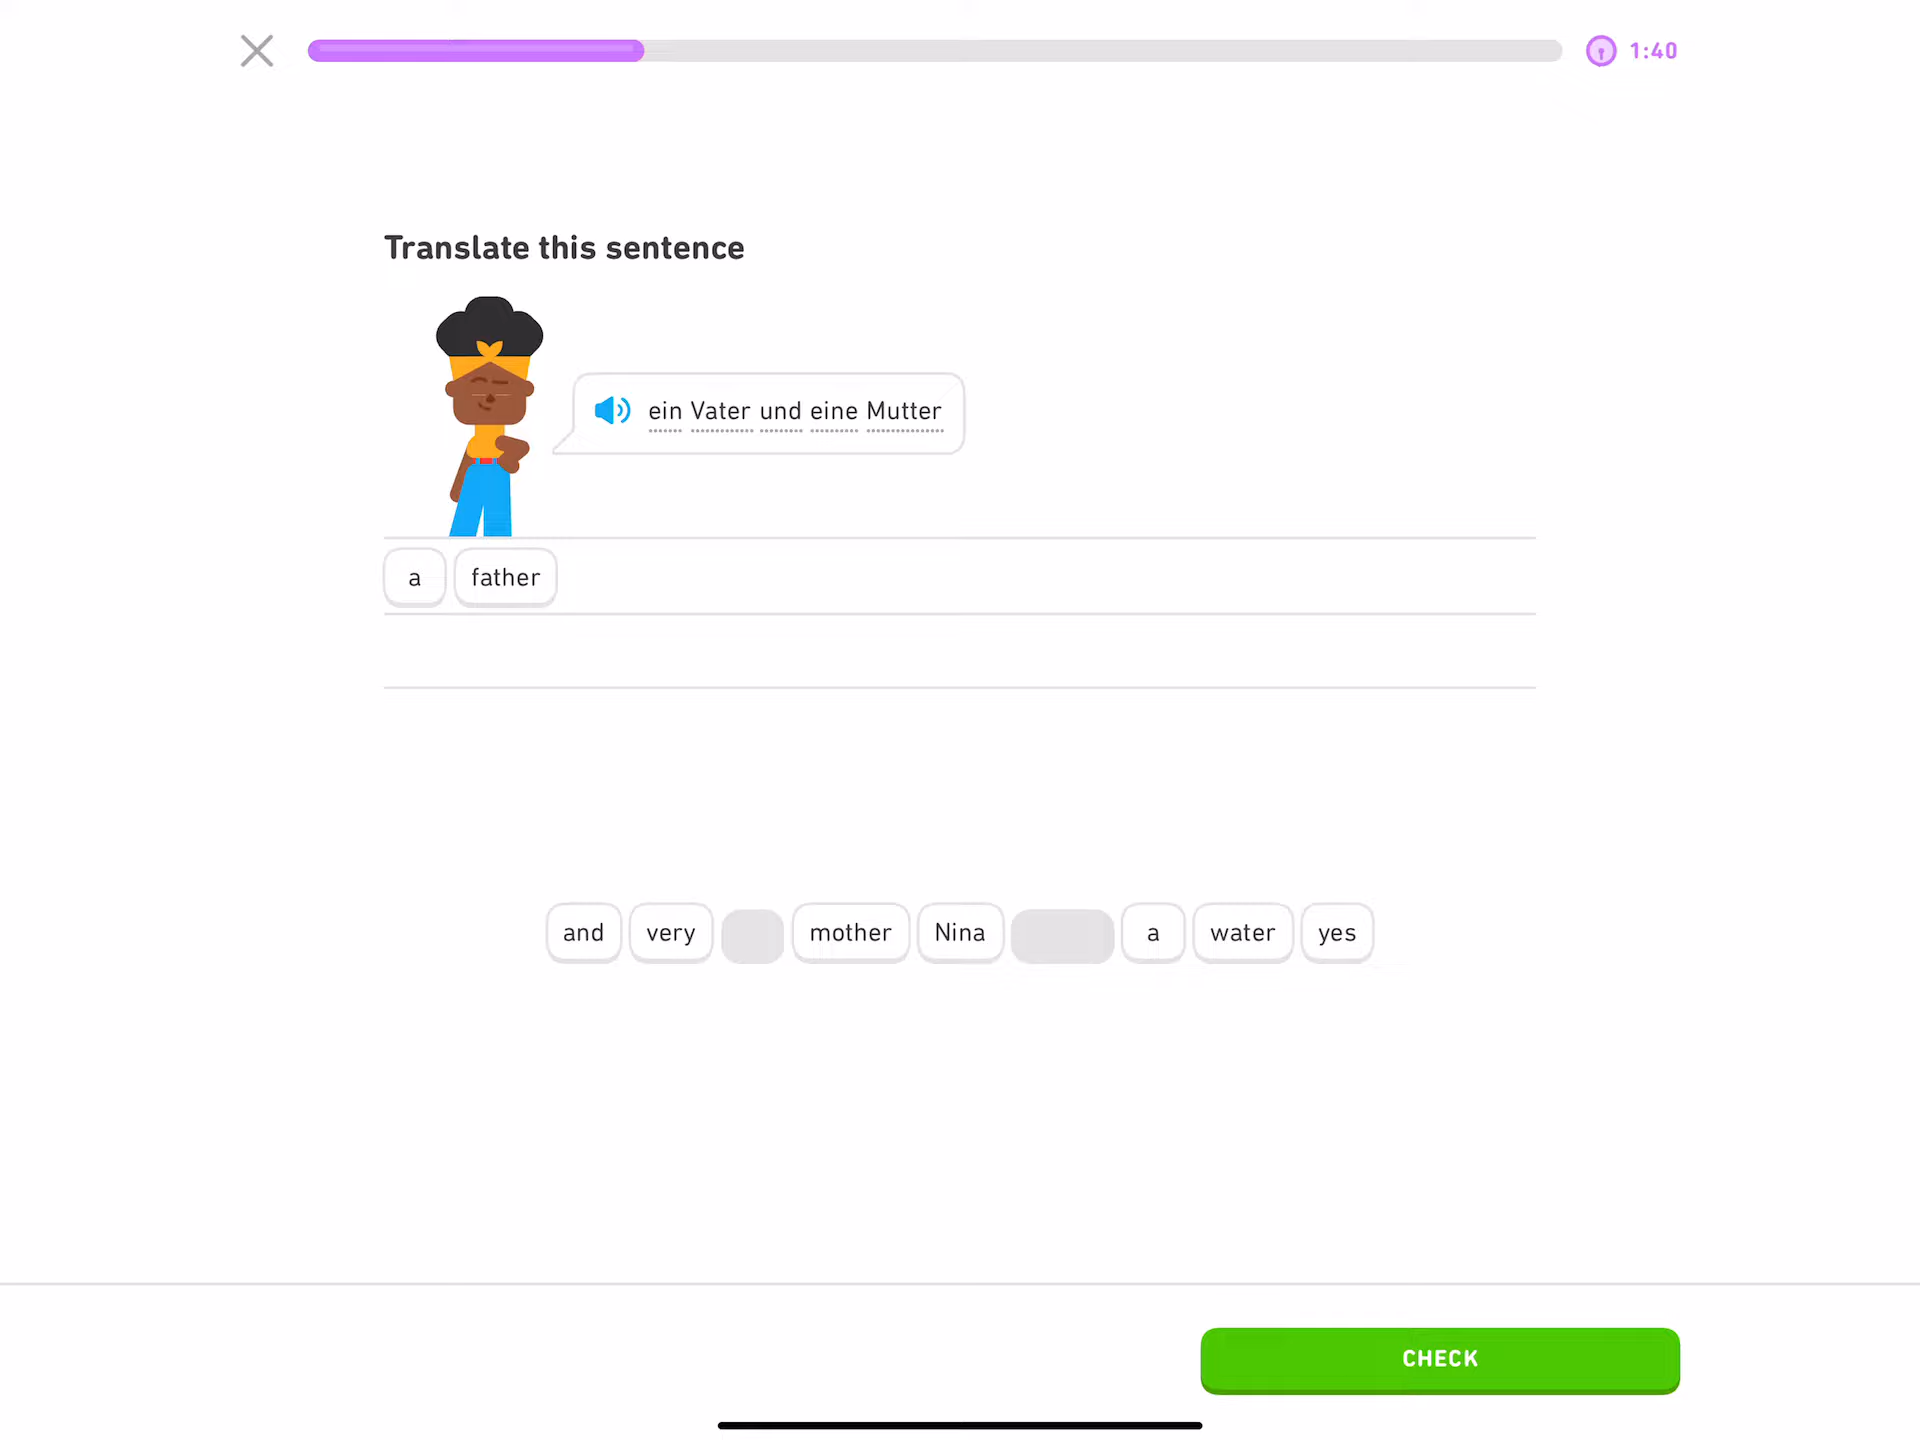 1:40
Translate this sentence
ein Vater und eine Mutter
a father
and very mother Nina a water yes
CHECK